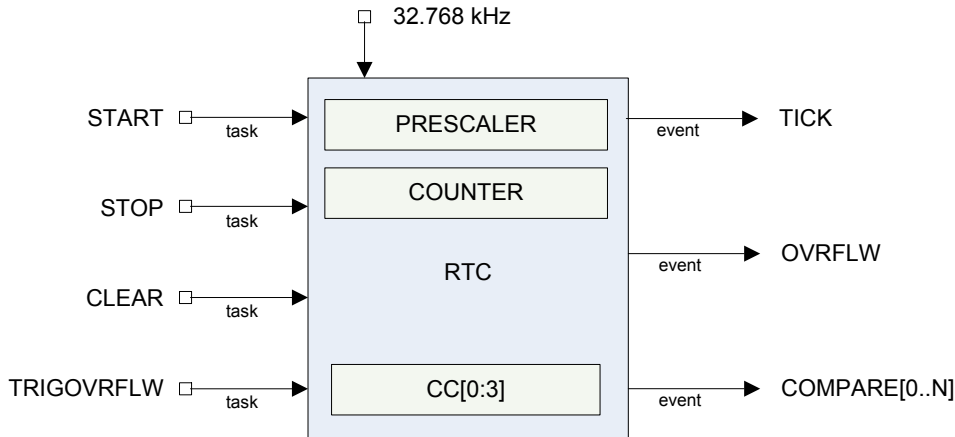 32.768 kHz
START
task
PRESCALER
event
TICK
STOP
task
COUNTER
RTC
event
OVRFLW
CLEAR
task
TRIGOVRFLW
task
CC[0:3]
event
COMPARE[0..N]